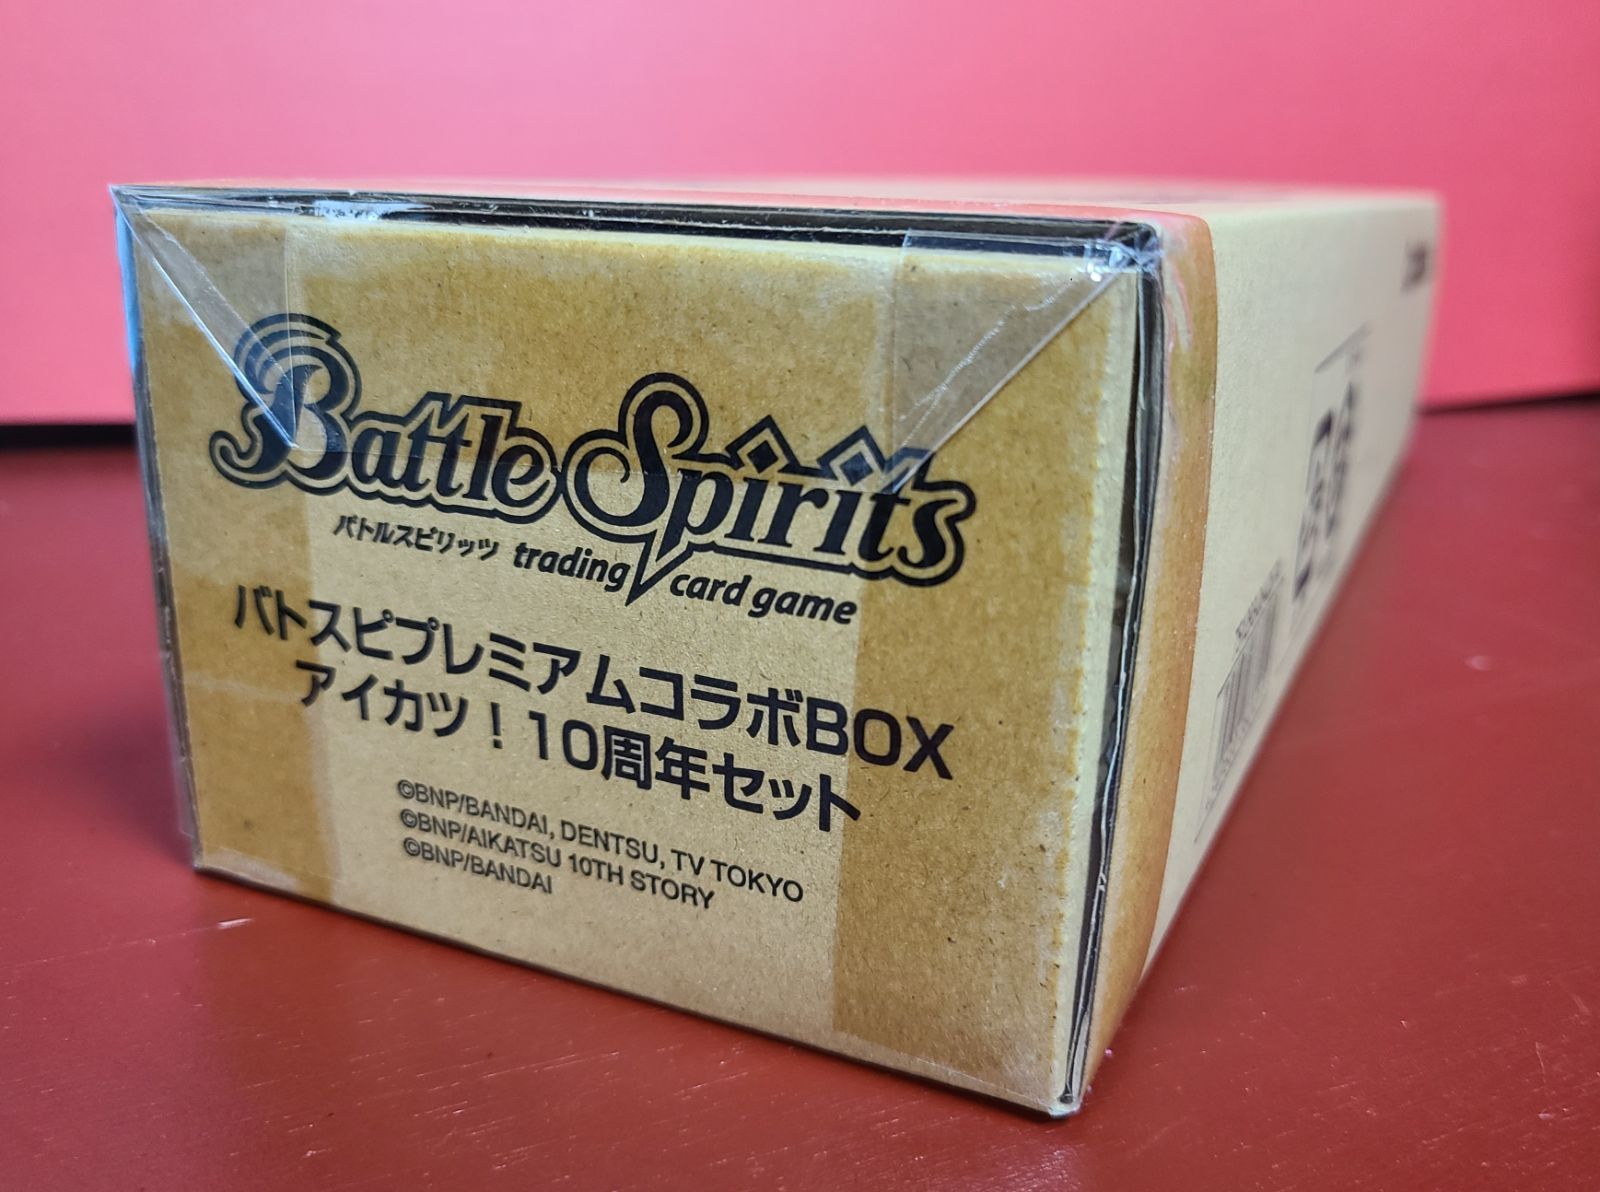 Battle Spirits
バトルスピリッツ trading card game
バトスピプレミアムコラボBOX
アイカツ！10周年セット
©BNP/BANDAI, DENTSU, TV TOKYO
©BNP/AIKATSU 10TH STORY
©BNP/BANDAI